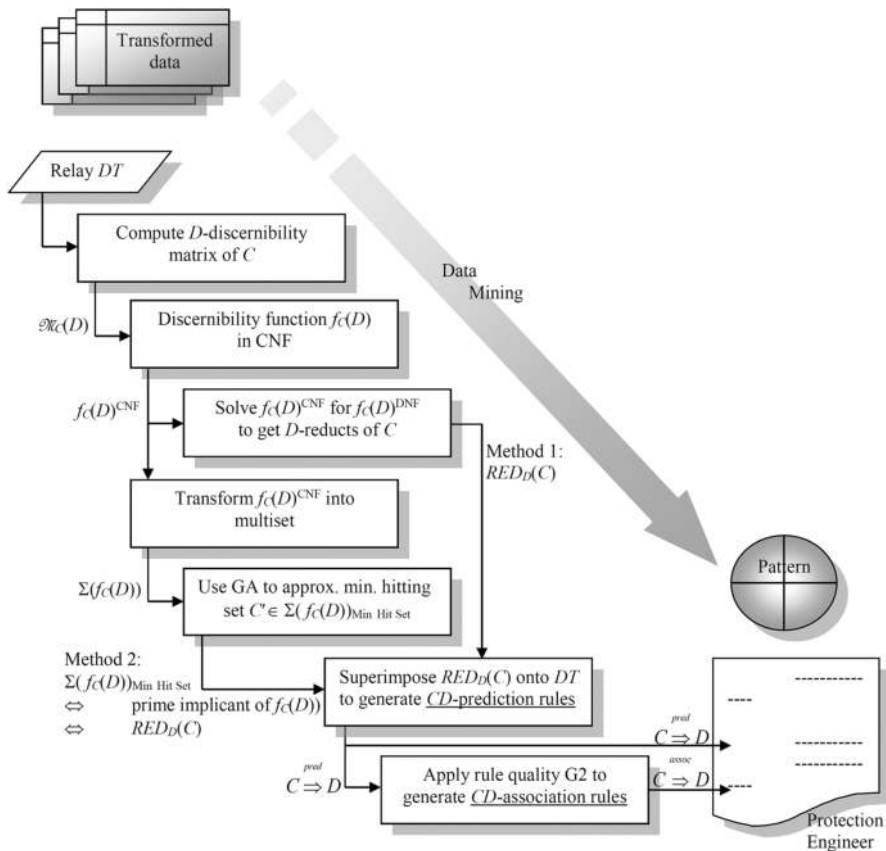 Transformed
data
Relay DT
Compute D-discernibility
matrix of C
Data
Mining
ℳC(D)
Discernibility function fC(D)
in CNF
fC(D)^CNF
Solve fC(D)^CNF for fC(D)^DNF
to get D-reducts of C
Method 1:
REDD(C)
Transform fC(D)^CNF into
multiset
Pattern
Σ(fC(D))
Use GA to approx. min. hitting
set C' ∈ Σ( fC(D))Min Hit Set
Method 2:
Σ( fC(D))Min Hit Set
⇔ prime implicant of fC(D))
⇔ REDD(C)
Superimpose REDD(C) onto DT
to generate CD-prediction rules
pred
C ⇒ D
pred
C ⇒ D
Apply rule quality G2 to
generate CD-association rules
assoc
C ⇒ D
Protection
Engineer